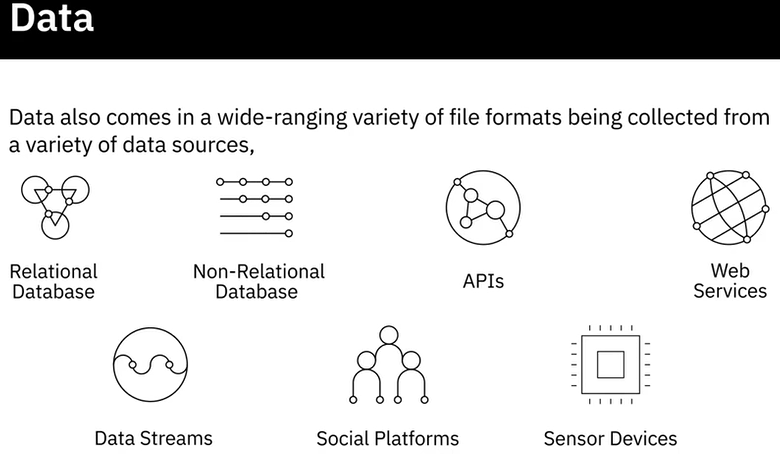 Data
Data also comes in a wide-ranging variety of file formats being collected from
a variety of data sources,
Relational
Database
Non-Relational
Database
APIs
Web
Services
Data Streams
Social Platforms
Sensor Devices